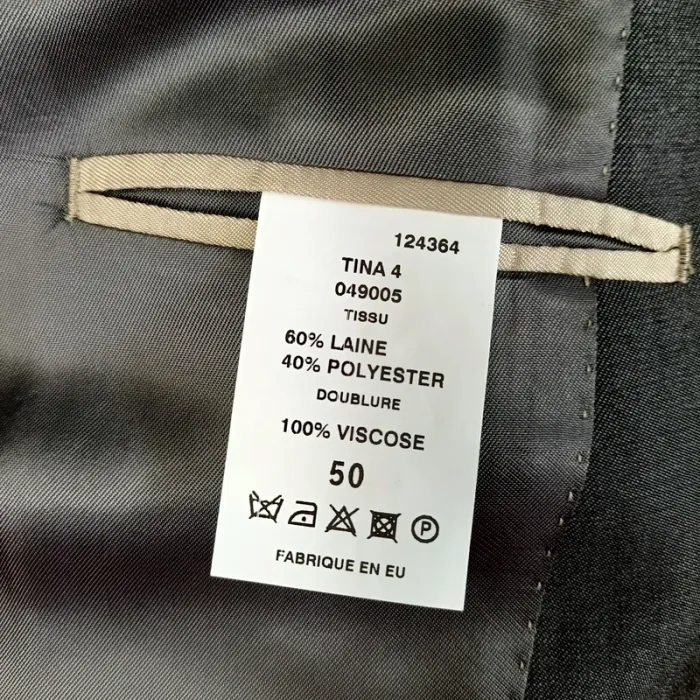 124364
TINA 4
049005
TISSU
60% LAINE
40% POLYESTER
DOUBLURE
100% VISCOSE
50
P
FABRIQUE EN EU